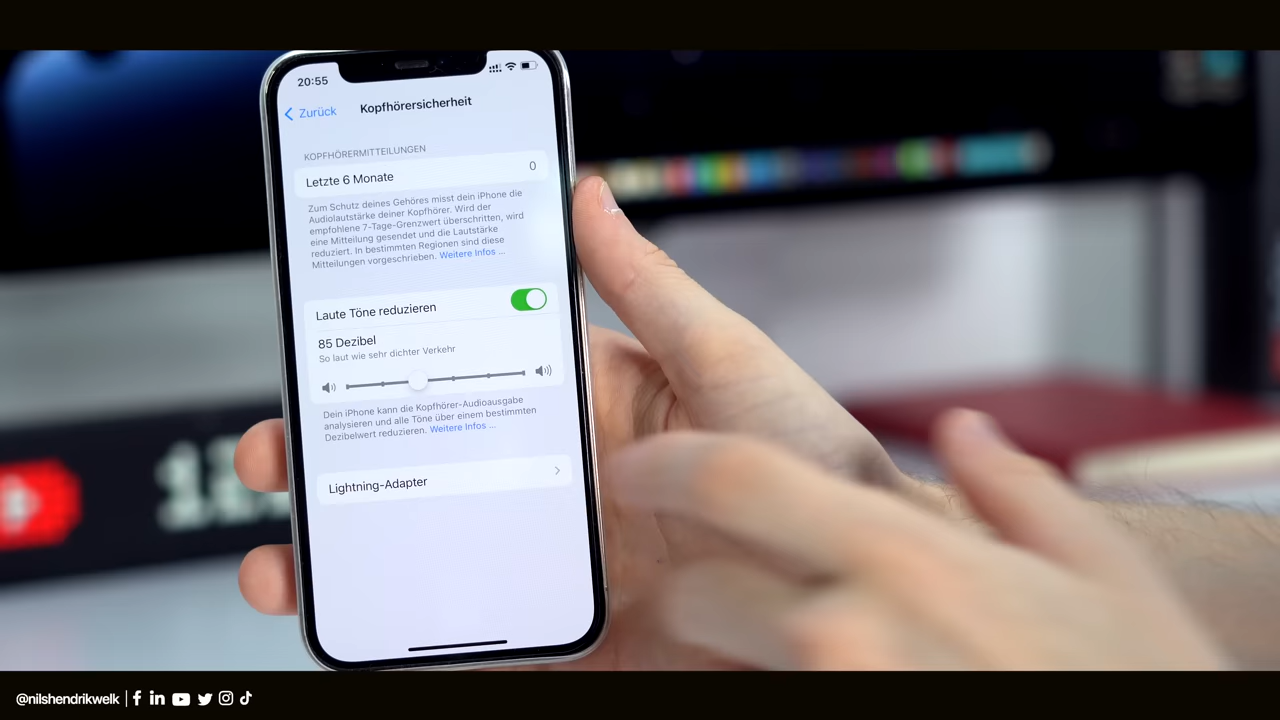 20:55
Zurück
Kopfhörersicherheit
KOPFHÖRERMITTEILUNGEN
Letzte 6 Monate
0
Zum Schutz deines Gehöres misst dein iPhone die
Audiolautstärke deiner Kopfhörer. Wird der
empfohlene 7-Tage-Grenzwert überschritten, wird
eine Mitteilung gesendet und die Lautstärke
reduziert. In bestimmten Regionen sind diese
Mitteilungen vorgeschrieben. Weitere Infos ...
Laute Töne reduzieren
85 Dezibel
So laut wie sehr dichter Verkehr
Dein iPhone kann die Kopfhörer-Audioausgabe
analysieren und alle Töne über einem bestimmten
Dezibelwert reduzieren. Weitere Infos ...
Lightning-Adapter
@nilshendrikwelk